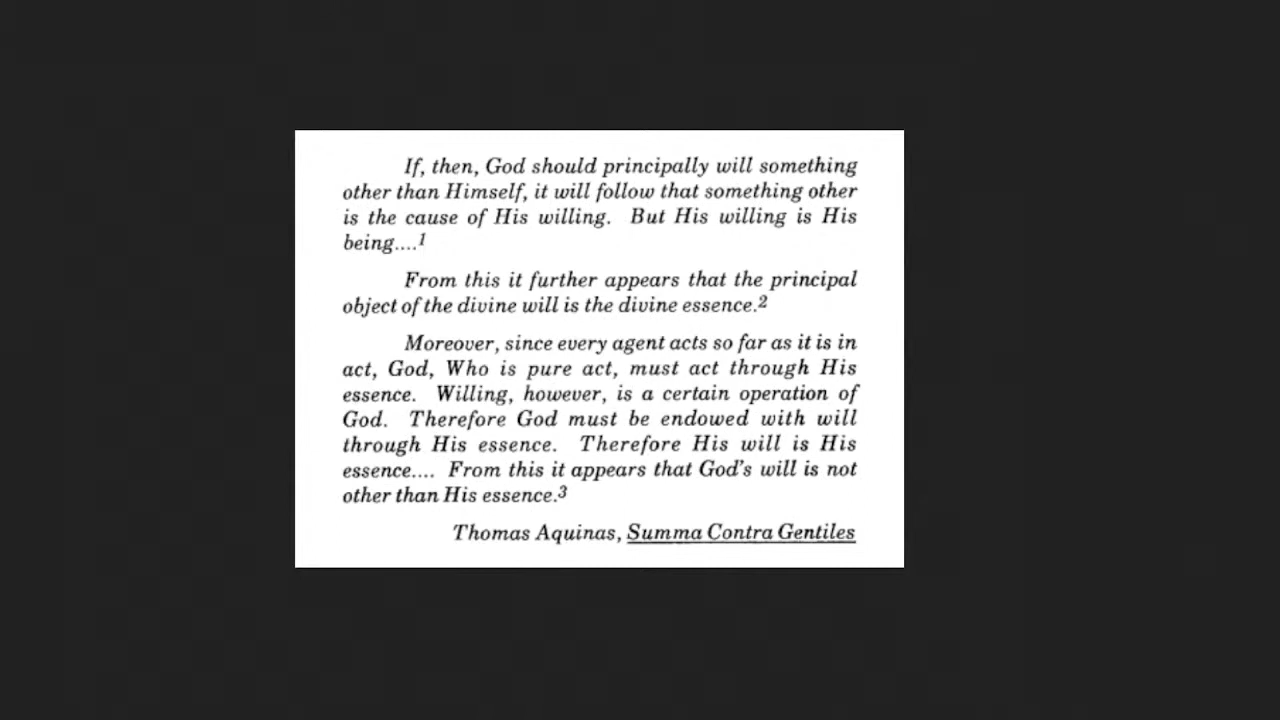 If, then, God should principally will something
other than Himself, it will follow that something other
is the cause of His willing. But His willing is His
being....1
From this it further appears that the principal
object of the divine will is the divine essence.2
Moreover, since every agent acts so far as it is in
act, God, Who is pure act, must act through His
essence. Willing, however, is a certain operation of
God. Therefore God must be endowed with will
through His essence. Therefore His will is His
essence.... From this it appears that God's will is not
other than His essence.3
Thomas Aquinas, Summa Contra Gentiles